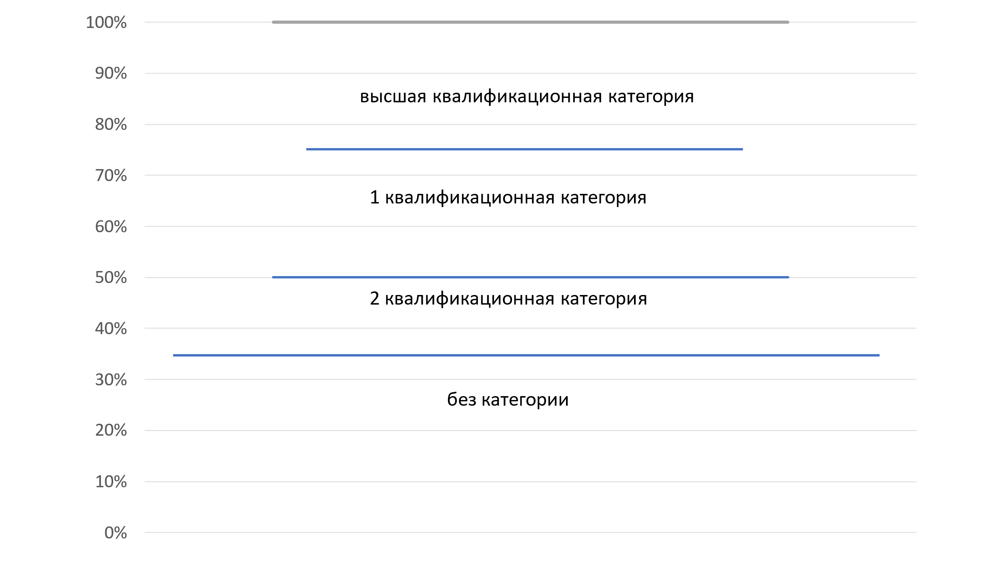 100%
90%
высшая квалификационная категория
80%
70%
1 квалификационная категория
60%
50%
2 квалификационная категория
40%
30%
без категории
20%
10%
0%